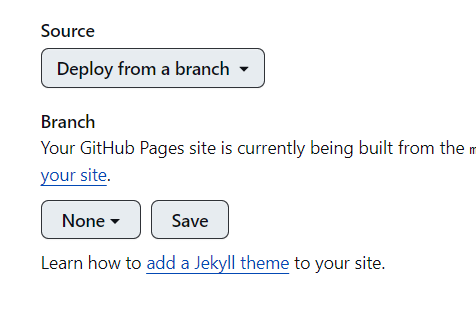 Source
Deploy from a branch
Branch
Your GitHub Pages site is currently being built from the
your site.
None Save
Learn how to add a Jekyll theme to your site.